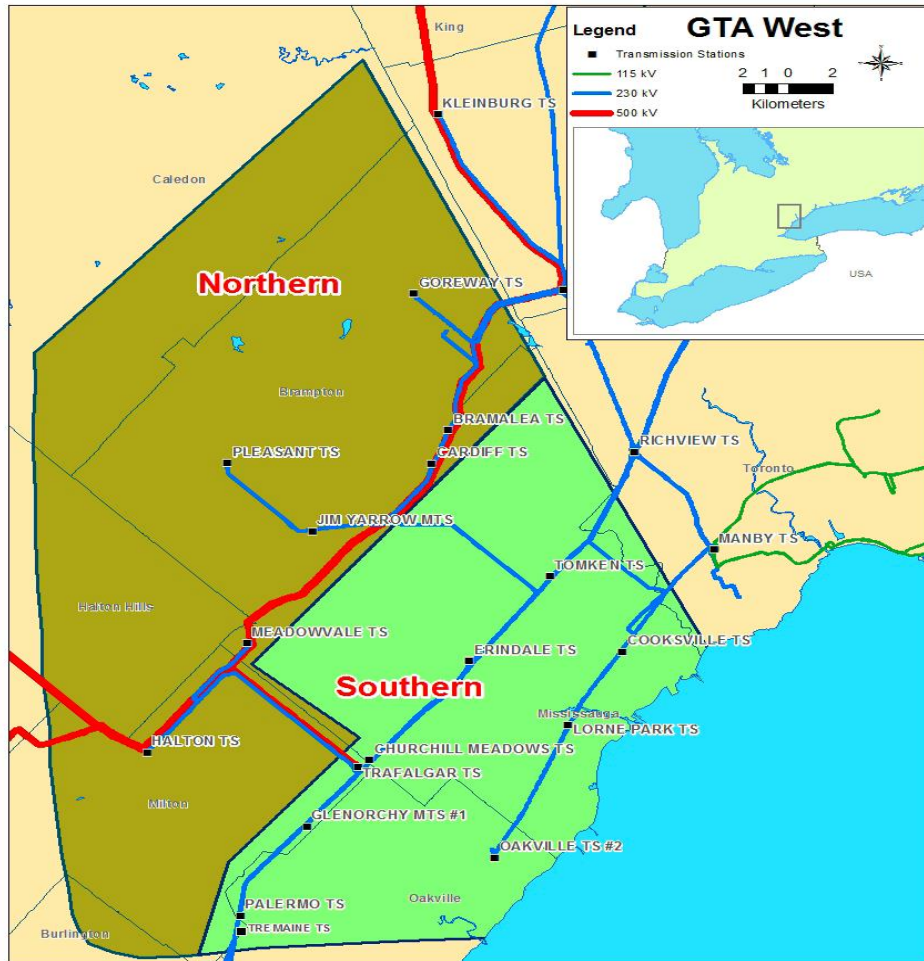 King
Legend
GTA West
Transmission Stations
115 kV
230 kV
500 kV
2 1 0 2
Kilometers
USA
KLEINBURG TS
Caledon
Northern
GOREWAY TS
Brampton
BRAMALEA TS
PLEASANT TS
CARDIFF TS
RICHVIEW TS
Toronto
JIM YARROW MTS
MANBY TS
TOMKEN TS
Halton Hills
MEADOWVALE TS
COOKSVILLE TS
ERINDALE TS
Southern
Mississauga
LORNE PARK TS
HALTON TS
CHURCHILL MEADOWS TS
TRAFALGAR TS
Milton
GLENORCHY MTS #1
OAKVILLE TS #2
Oakville
PALERMO TS
TREMAINE TS
Burlington